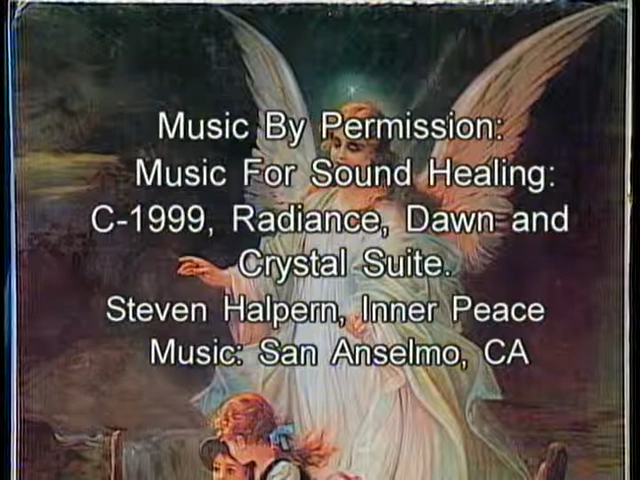 Music By Permission:
Music For Sound Healing:
C-1999, Radiance, Dawn and
Crystal Suite.
Steven Halpern, Inner Peace
Music: San Anselmo, CA